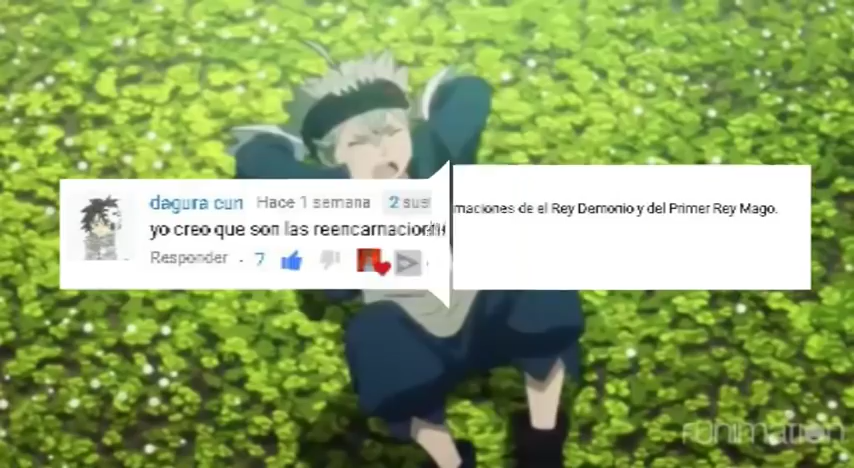 dagura cun Hace 1 semana 2 sus
yo creo que son las reencarnacion
maciones de el Rey Demonio y del Primer Rey Mago.
Responder · 7
funimation